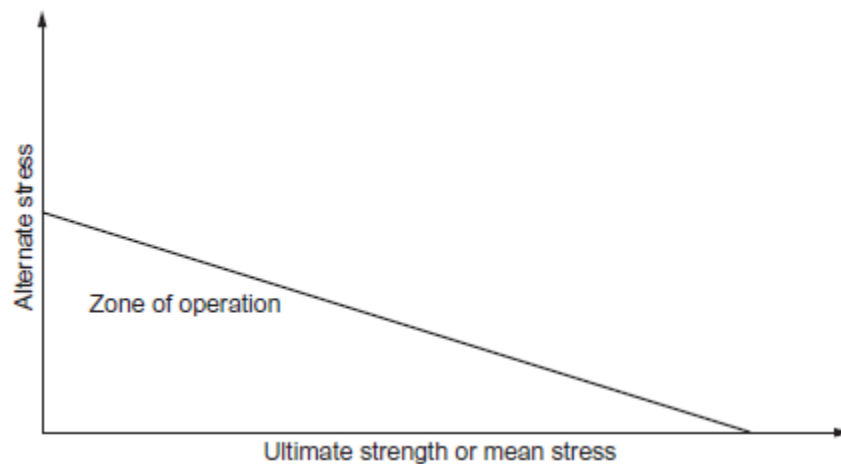 Alternate stress
Zone of operation
Ultimate strength or mean stress